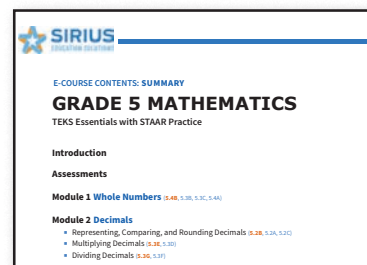 SIRIUS
EDUCATION SOLUTIONS
E-COURSE CONTENTS: SUMMARY
GRADE 5 MATHEMATICS
TEKS Essentials with STAAR Practice
Introduction
Assessments
Module 1 Whole Numbers (5.4B, 5.3B, 5.3C, 5.4A)
Module 2 Decimals
▪ Representing, Comparing, and Rounding Decimals (5.2B, 5.2A, 5.2C)
▪ Multiplying Decimals (5.3E, 5.3D)
▪ Dividing Decimals (5.3G, 5.3F)